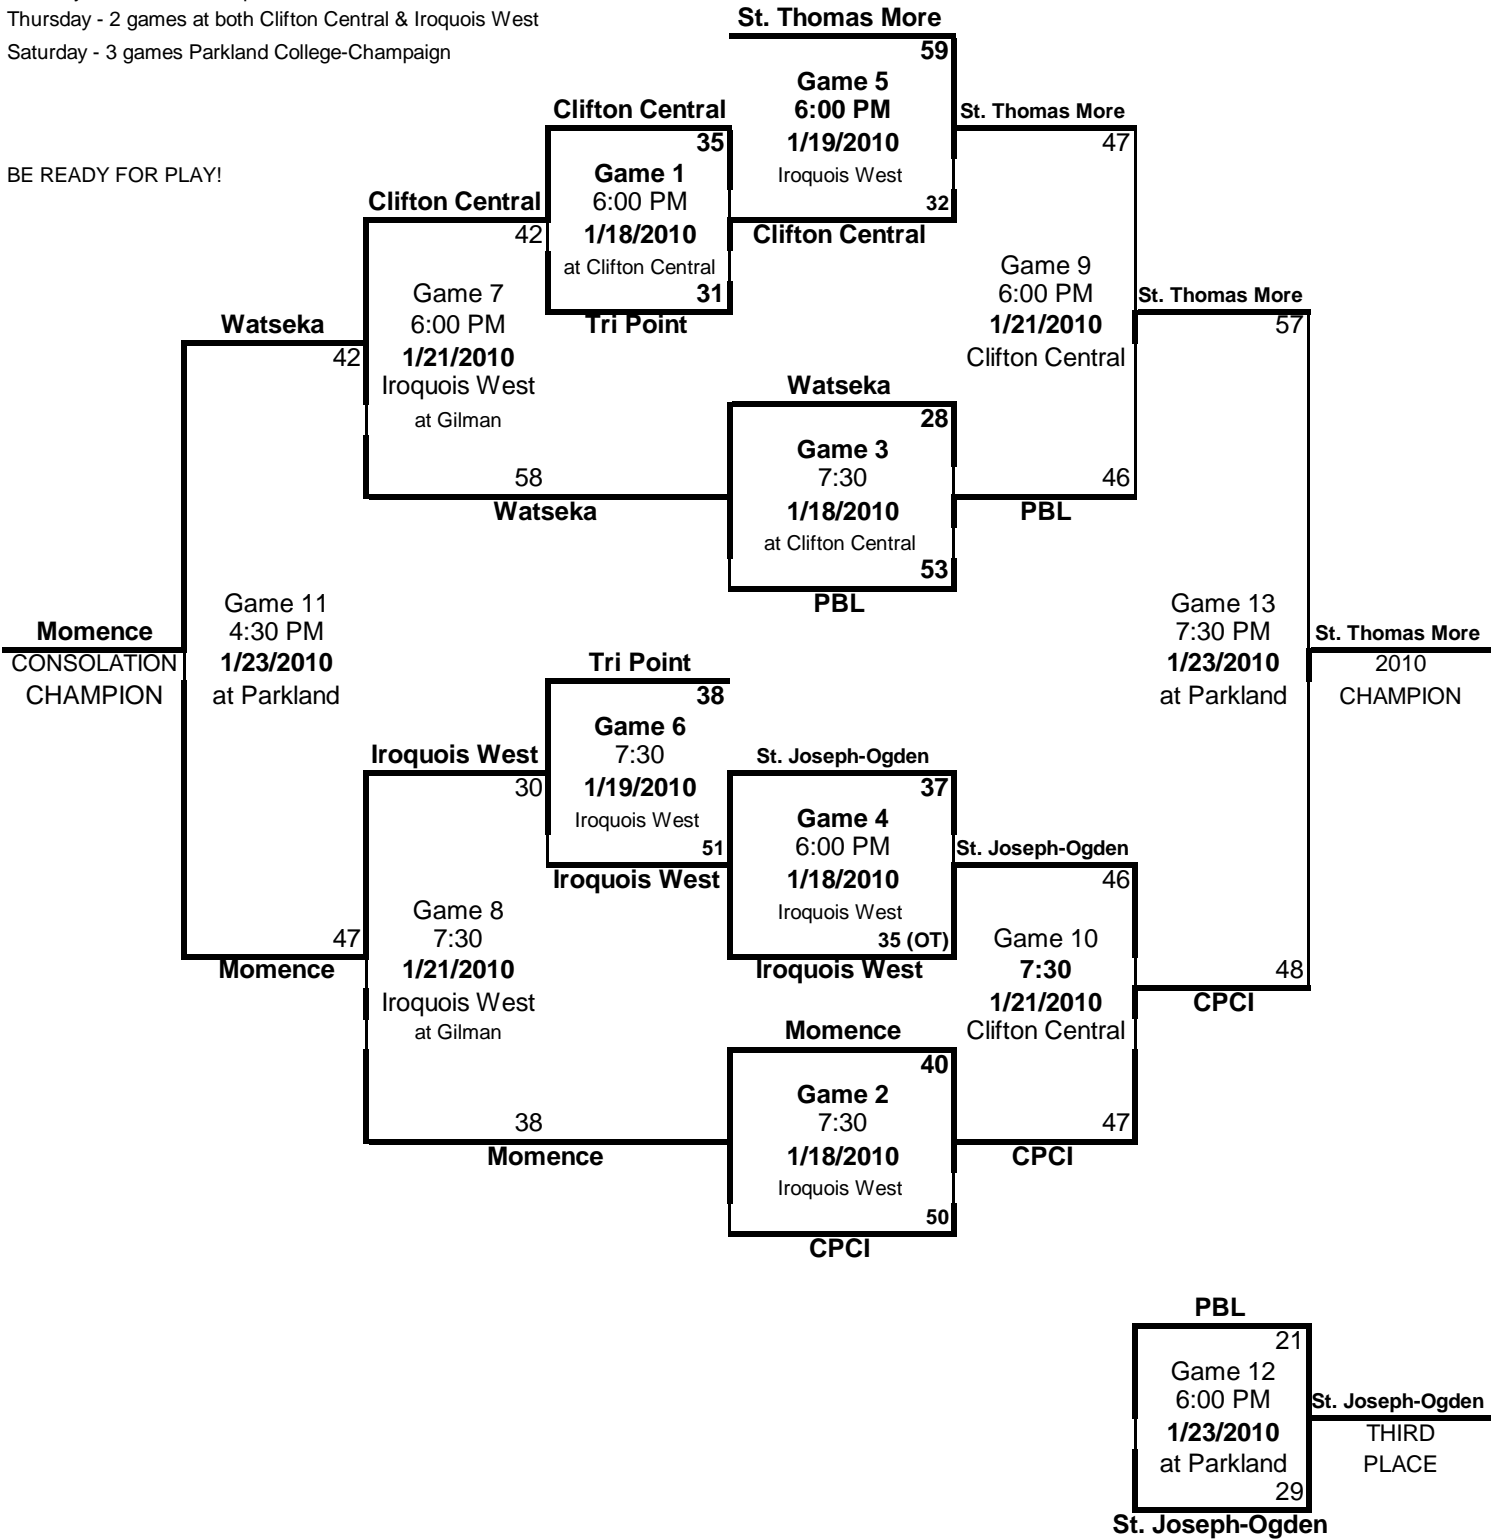 Thursday - 2 games at both Clifton Central & Iroquois West
Saturday - 3 games Parkland College-Champaign
BE READY FOR PLAY!
St. Thomas More
59
Game 5
6:00 PM
1/19/2010
Iroquois West
32
Clifton Central
Clifton Central
35
Game 1
6:00 PM
1/18/2010
at Clifton Central
31
Tri Point
St. Thomas More
47
Game 9
6:00 PM
1/21/2010
Clifton Central
46
PBL
Clifton Central
42
Game 7
6:00 PM
1/21/2010
Iroquois West
at Gilman
58
Watseka
Watseka
28
Game 3
7:30
1/18/2010
at Clifton Central
53
PBL
Watseka
42
Game 11
4:30 PM
1/23/2010
at Parkland
47
Momence
Momence
CONSOLATION
CHAMPION
St. Thomas More
57
Game 13
7:30 PM
1/23/2010
at Parkland
48
CPCI
St. Thomas More
2010
CHAMPION
Tri Point
38
Game 6
7:30
1/19/2010
Iroquois West
51
Iroquois West
St. Joseph-Ogden
37
Game 4
6:00 PM
1/18/2010
Iroquois West
35 (OT)
Iroquois West
Iroquois West
30
Game 8
7:30
1/21/2010
Iroquois West
at Gilman
38
Momence
St. Joseph-Ogden
46
Game 10
7:30
1/21/2010
Clifton Central
47
CPCI
Momence
40
Game 2
7:30
1/18/2010
Iroquois West
50
CPCI
PBL
21
Game 12
6:00 PM
1/23/2010
at Parkland
29
St. Joseph-Ogden
St. Joseph-Ogden
THIRD
PLACE